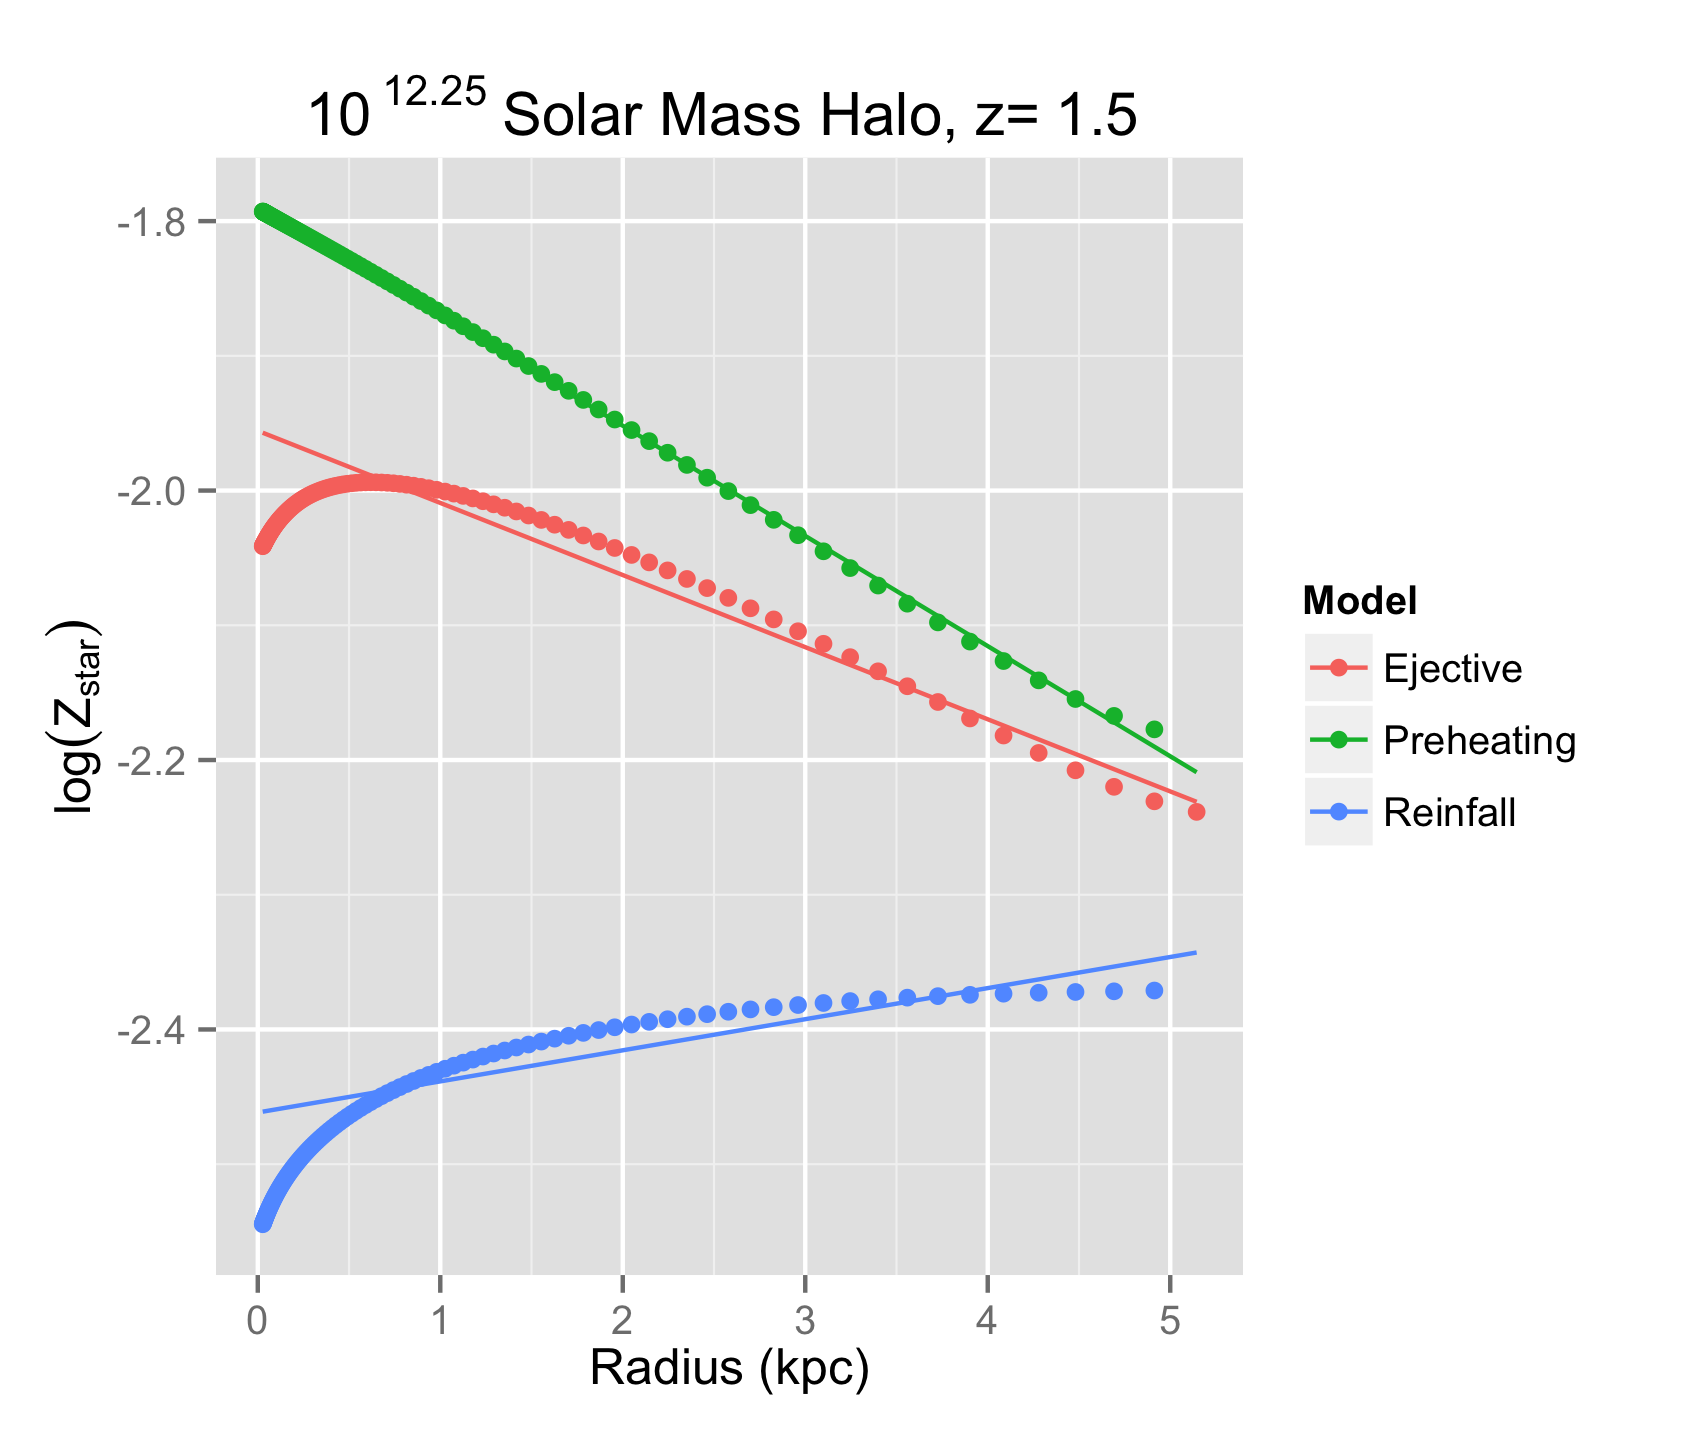 10 12.25 Solar Mass Halo, z= 1.5
-1.8
-2.0
-2.2
-2.4
log(Zstar)
0 1 2 3 4 5
Radius (kpc)
Model
Ejective
Preheating
Reinfall